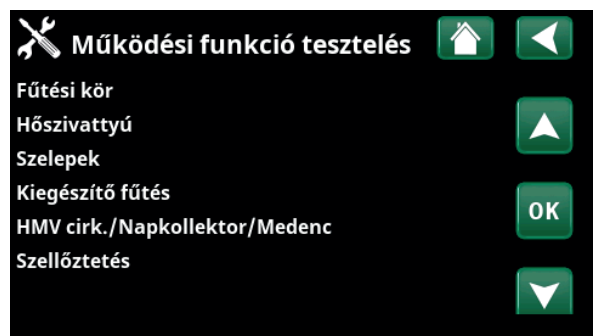 Működési funkció tesztelés
Fűtési kör
Hőszivattyú
Szelepek
Kiegészítő fűtés
OK
HMV cirk./Napkollektor/Medenc
Szellőztetés